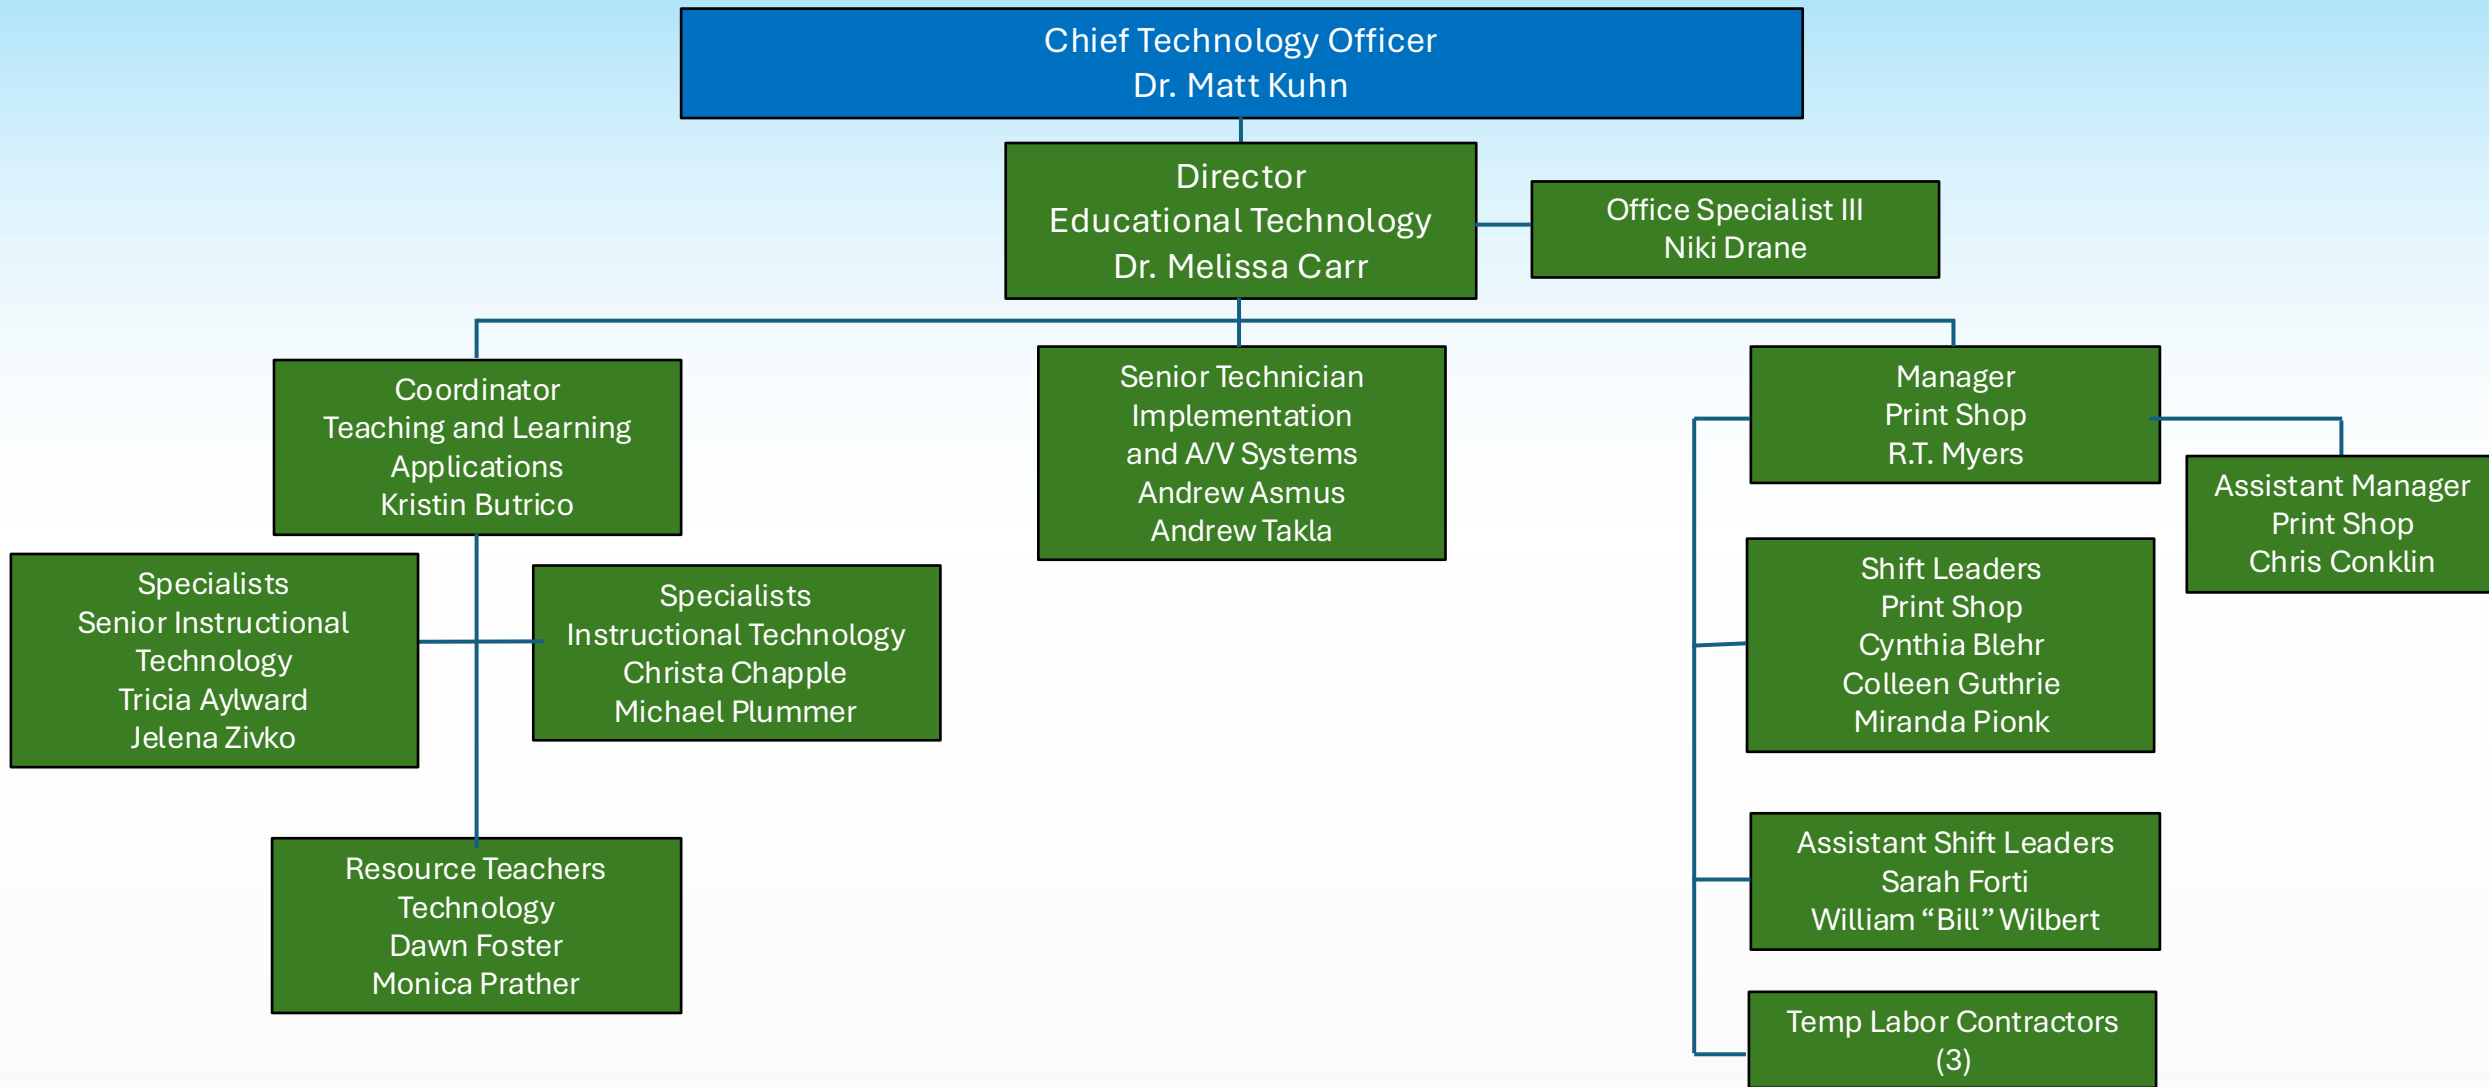 Chief Technology Officer
Dr. Matt Kuhn
Director
Educational Technology
Dr. Melissa Carr
Office Specialist III
Niki Drane
Coordinator
Teaching and Learning
Applications
Kristin Butrico
Senior Technician
Implementation
and A/V Systems
Andrew Asmus
Andrew Takla
Manager
Print Shop
R.T. Myers
Assistant Manager
Print Shop
Chris Conklin
Specialists
Senior Instructional
Technology
Tricia Aylward
Jelena Zivko
Specialists
Instructional Technology
Christa Chapple
Michael Plummer
Shift Leaders
Print Shop
Cynthia Blehr
Colleen Guthrie
Miranda Pionk
Resource Teachers
Technology
Dawn Foster
Monica Prather
Assistant Shift Leaders
Sarah Forti
William “Bill” Wilbert
Temp Labor Contractors
(3)